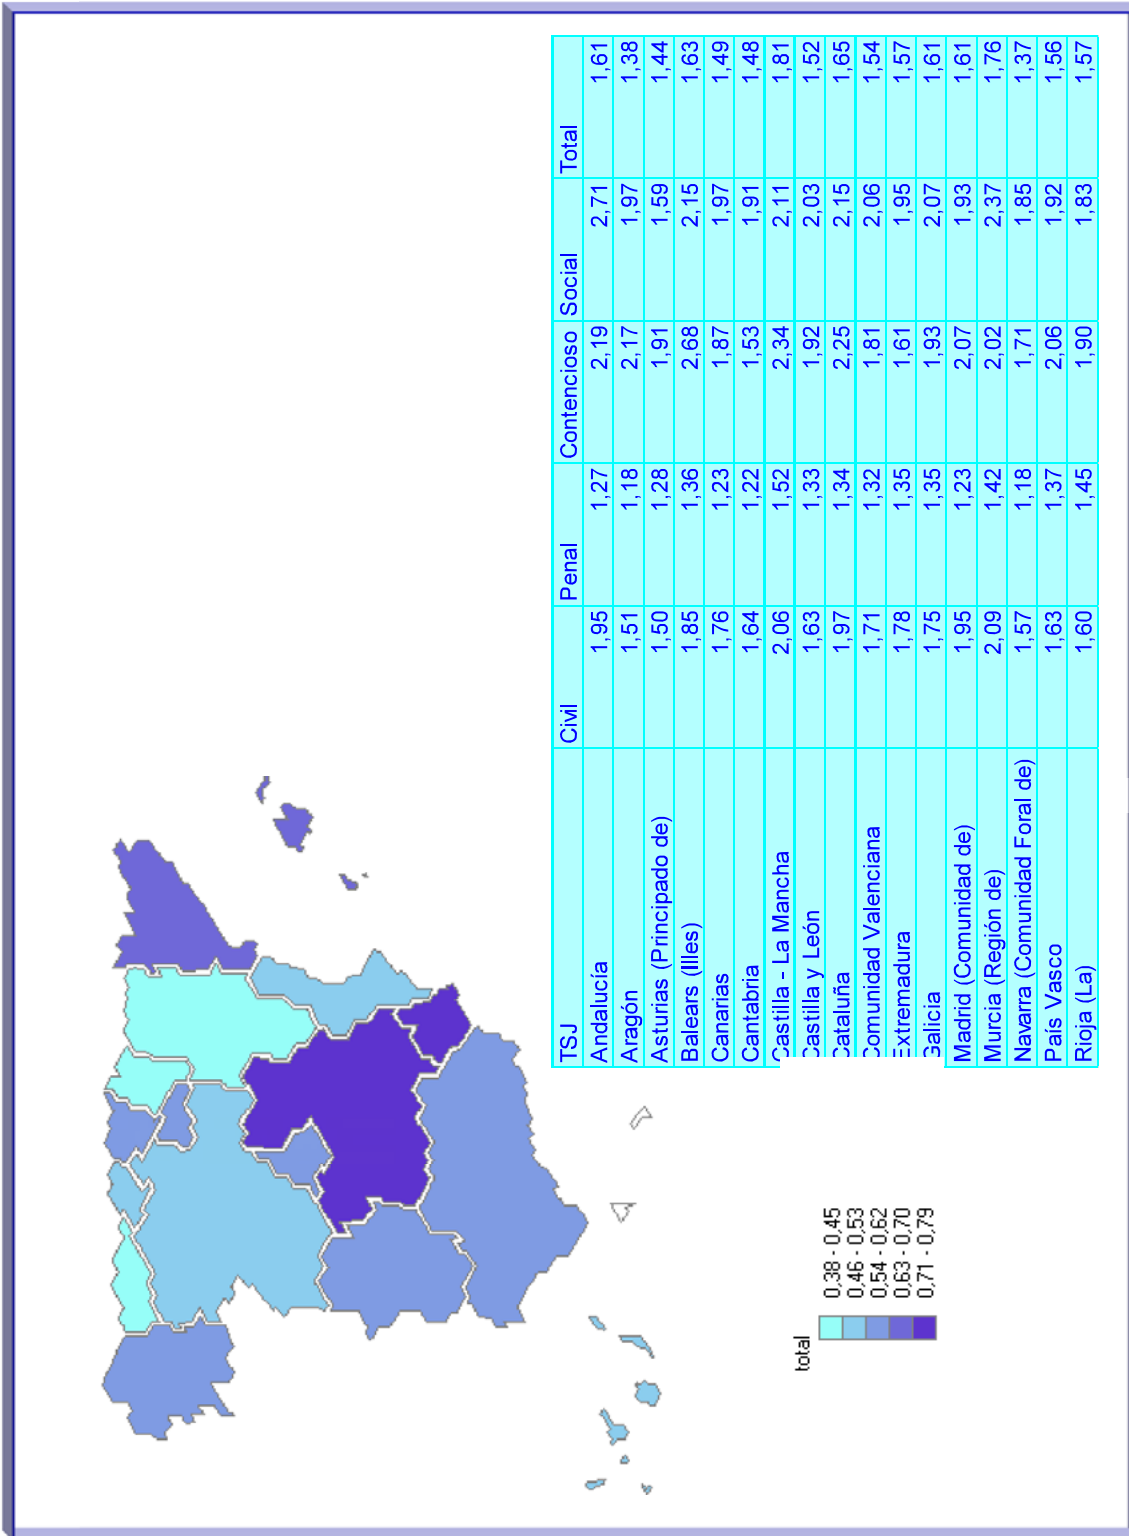 TSJ Civil Penal Contencioso Social Total
Andalucía 1,95 1,27 2,19 2,71 1,61
Aragón 1,51 1,18 2,17 1,97 1,38
Asturias (Principado de) 1,50 1,28 1,91 1,59 1,44
Balears (Illes) 1,85 1,36 2,68 2,15 1,63
Canarias 1,76 1,23 1,87 1,97 1,49
Cantabria 1,64 1,22 1,53 1,91 1,48
Castilla - La Mancha 2,06 1,52 2,34 2,11 1,81
Castilla y León 1,63 1,33 1,92 2,03 1,52
Cataluña 1,97 1,34 2,25 2,15 1,65
Comunidad Valenciana 1,71 1,32 1,81 2,06 1,54
Extremadura 1,78 1,35 1,61 1,95 1,57
Galicia 1,75 1,35 1,93 2,07 1,61
Madrid (Comunidad de) 1,95 1,23 2,07 1,93 1,61
Murcia (Región de) 2,09 1,42 2,02 2,37 1,76
Navarra (Comunidad Foral de) 1,57 1,18 1,71 1,85 1,37
País Vasco 1,63 1,37 2,06 1,92 1,56
Rioja (La) 1,60 1,45 1,90 1,83 1,57
total
0,38 - 0,45
0,46 - 0,53
0,54 - 0,62
0,63 - 0,70
0,71 - 0,79